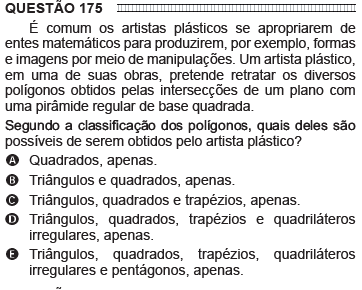 QUESTÃO 175
É comum os artistas plásticos se apropriarem de
entes matemáticos para produzirem, por exemplo, formas
e imagens por meio de manipulações. Um artista plástico,
em uma de suas obras, pretende retratar os diversos
polígonos obtidos pelas intersecções de um plano com
uma pirâmide regular de base quadrada.
Segundo a classificação dos polígonos, quais deles são
possíveis de serem obtidos pelo artista plástico?
A Quadrados, apenas.
B Triângulos e quadrados, apenas.
C Triângulos, quadrados e trapézios, apenas.
D Triângulos, quadrados, trapézios e quadriláteros
irregulares, apenas.
E Triângulos, quadrados, trapézios, quadriláteros
irregulares e pentágonos, apenas.